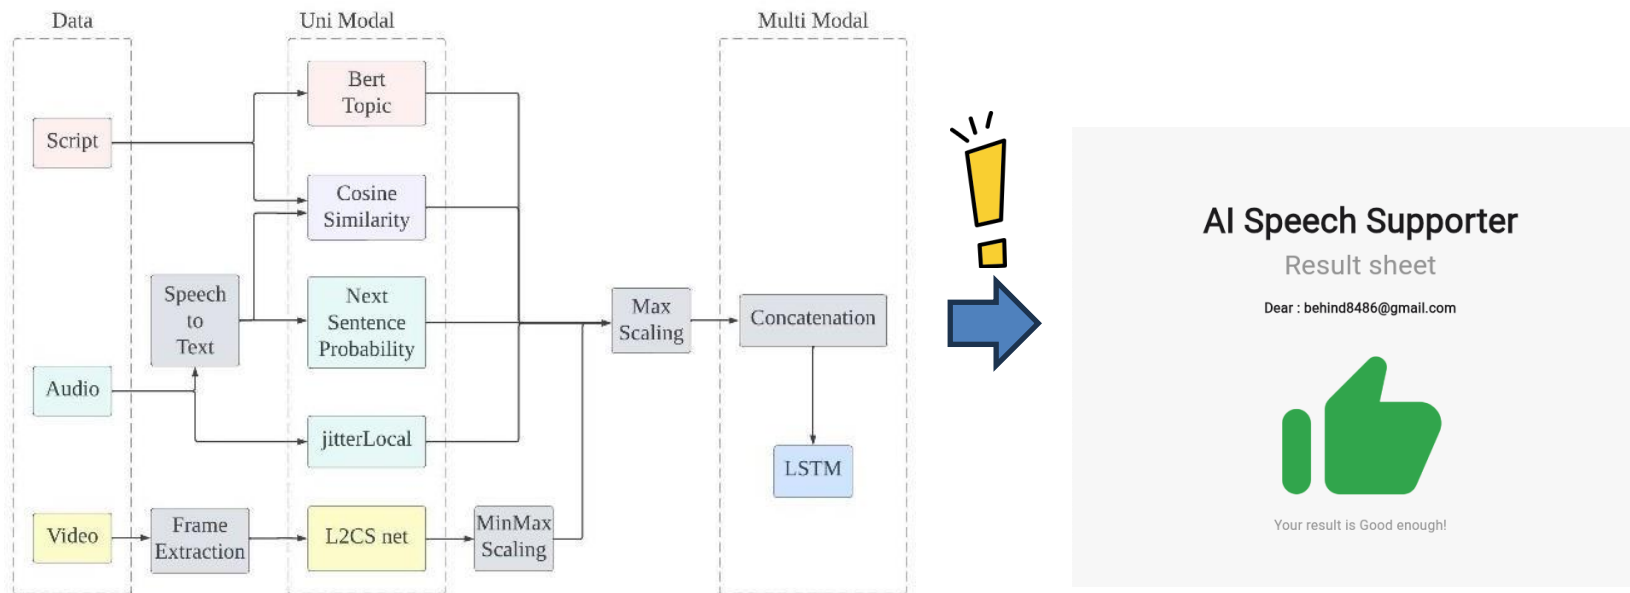 Data
Uni Modal
Multi Modal
Bert
Topic
Script
Cosine
Similarity
Speech
to
Text
Next
Sentence
Probability
Max
Scaling
Concatenation
Audio
jitterLocal
LSTM
Video
Frame
Extraction
L2CS net
MinMax
Scaling
AI Speech Supporter
Result sheet
Dear : behind8486@gmail.com
Your result is Good enough!